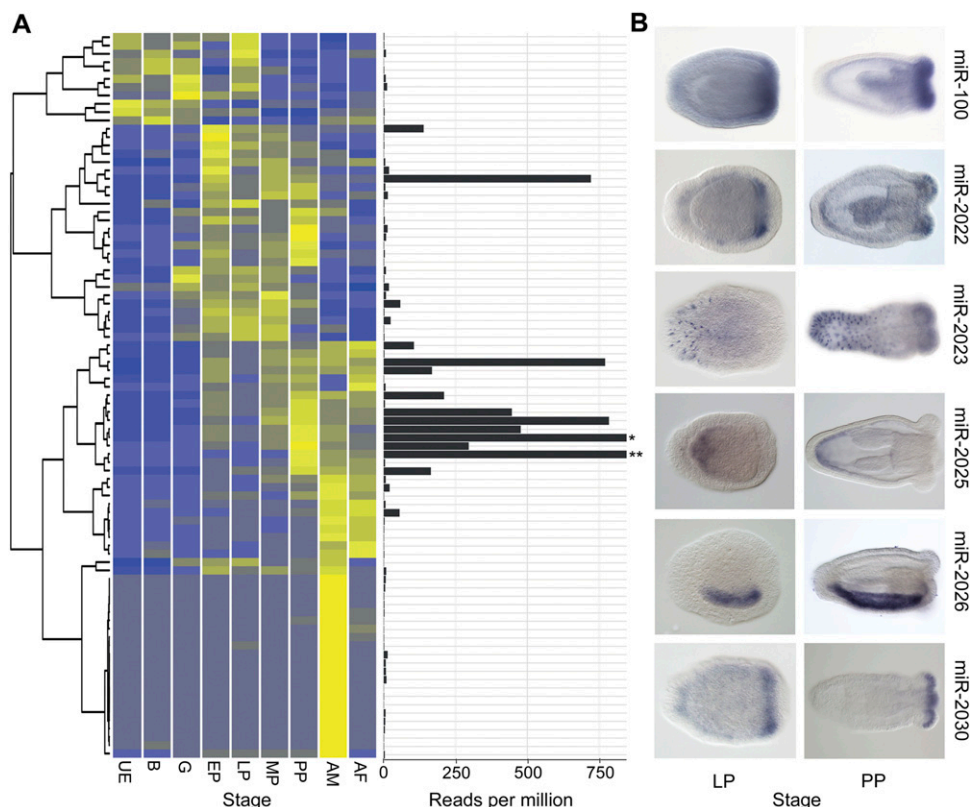 A
B
miR-100
miR-2022
miR-2023
miR-2025
miR-2026
miR-2030
*
**
UE B G EP LP MP PP AM AF
Stage
0 250 500 750
Reads per million
LP PP
Stage